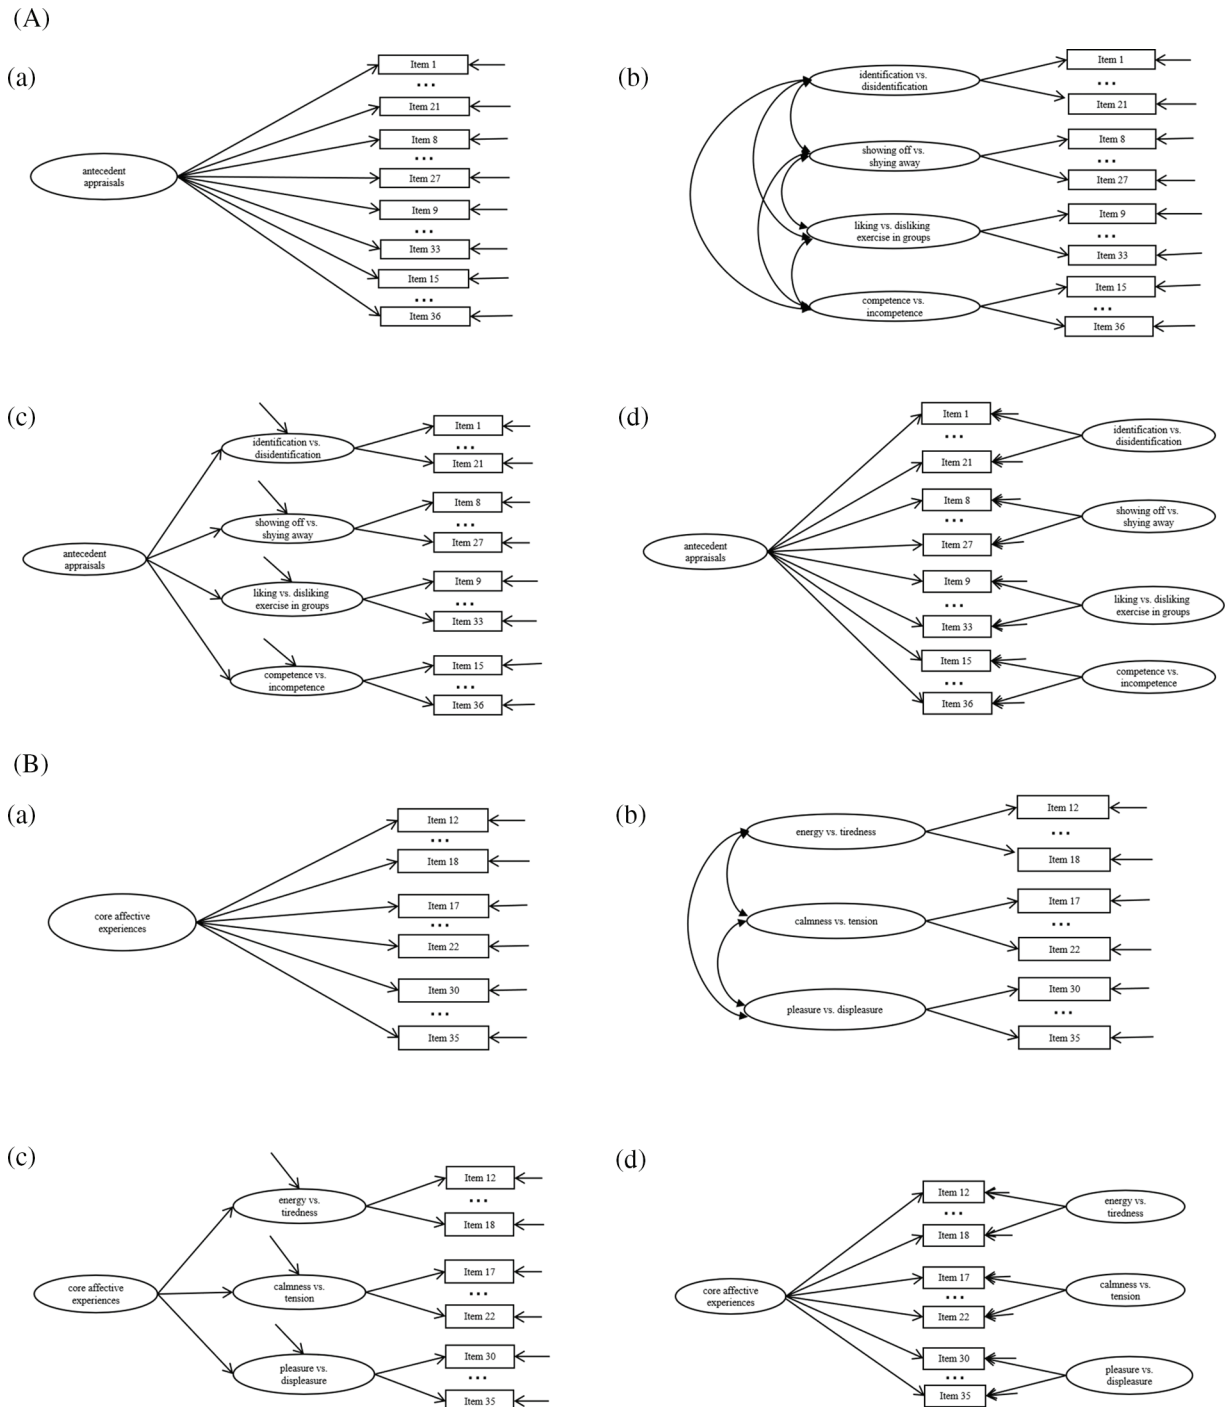 (A)
(a)
antecedent
appraisals
Item 1
...
Item 21
Item 8
...
Item 27
Item 9
...
Item 33
Item 15
...
Item 36
(b)
identification vs.
disidentification
showing off vs.
shying away
liking vs. disliking
exercise in groups
competence vs.
incompetence
Item 1
...
Item 21
Item 8
...
Item 27
Item 9
...
Item 33
Item 15
...
Item 36
(c)
antecedent
appraisals
identification vs.
disidentification
showing off vs.
shying away
liking vs. disliking
exercise in groups
competence vs.
incompetence
Item 1
...
Item 21
Item 8
...
Item 27
Item 9
...
Item 33
Item 15
...
Item 36
(d)
antecedent
appraisals
Item 1
...
Item 21
Item 8
...
Item 27
Item 9
...
Item 33
Item 15
...
Item 36
identification vs.
disidentification
showing off vs.
shying away
liking vs. disliking
exercise in groups
competence vs.
incompetence
(B)
(a)
core affective
experiences
Item 12
...
Item 18
Item 17
...
Item 22
Item 30
...
Item 35
(b)
energy vs. tiredness
calmness vs. tension
pleasure vs. displeasure
Item 12
...
Item 18
Item 17
...
Item 22
Item 30
...
Item 35
(c)
core affective
experiences
energy vs.
tiredness
calmness vs.
tension
pleasure vs.
displeasure
Item 12
...
Item 18
Item 17
...
Item 22
Item 30
...
Item 35
(d)
core affective
experiences
Item 12
...
Item 18
Item 17
...
Item 22
Item 30
...
Item 35
energy vs.
tiredness
calmness vs.
tension
pleasure vs.
displeasure